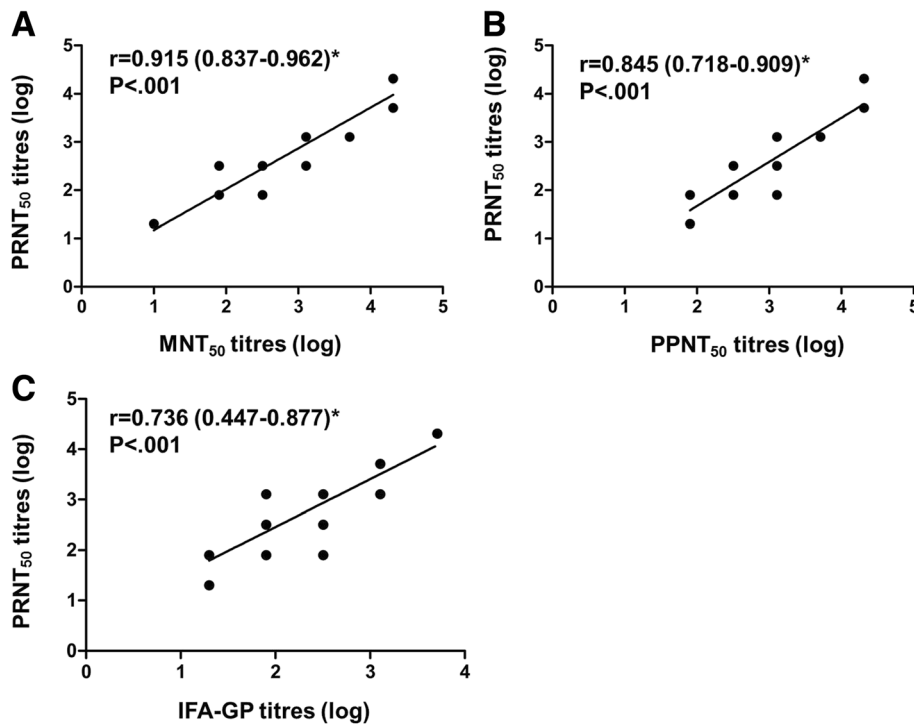 A
r=0.915 (0.837-0.962)*
P<.001
PRNT50 titres (log)
5
4
3
2
1
0
0 1 2 3 4 5
MNT50 titres (log)
B
r=0.845 (0.718-0.909)*
P<.001
PRNT50 titres (log)
5
4
3
2
1
0
0 1 2 3 4 5
PPNT50 titres (log)
C
r=0.736 (0.447-0.877)*
P<.001
PRNT50 titres (log)
5
4
3
2
1
0
0 1 2 3 4
IFA-GP titres (log)